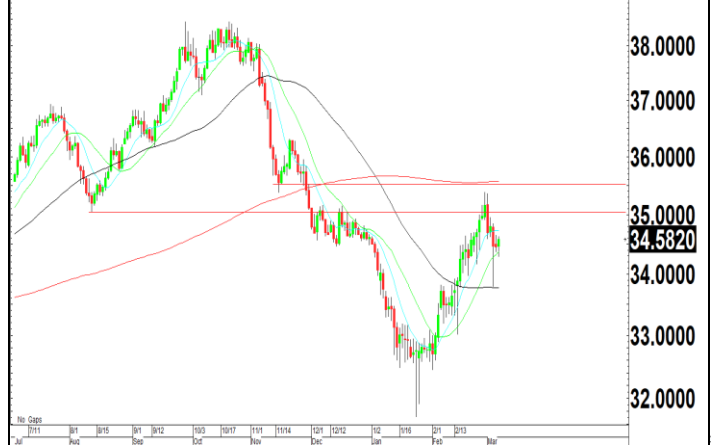 38.0000
37.0000
36.0000
35.0000
34.5820
34.0000
33.0000
32.0000
No Gaps
7/11 8/1 8/15 9/1 9/12 10/3 10/17 11/1 11/14 12/1 12/12 1/2 1/16 2/1 2/13
Jul Aug Sep Oct Nov Dec Jan Feb Mar